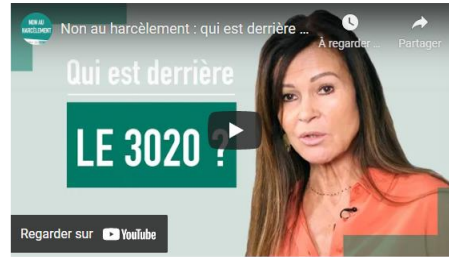 NON AU
HARCÈLEMENT
Non au harcèlement : qui est derrière ...
À regarder ...
Partager
Qui est derrière
LE 3020 ?
Regarder sur YouTube